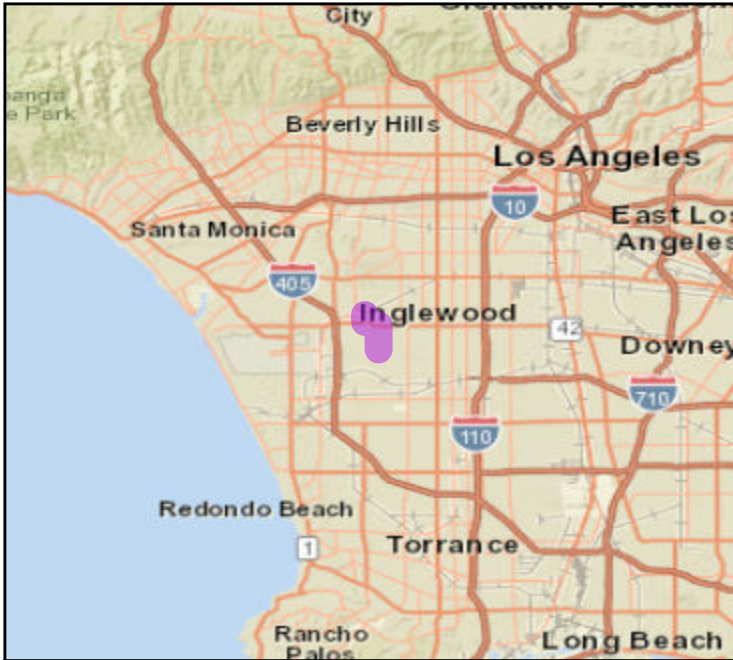 City
Beverly Hills
Los Angeles
10
East Los
Angeles
Santa Monica
405
Inglewood
42
Downey
710
110
Redondo Beach
1
Torrance
Rancho
Palos
Long Beach